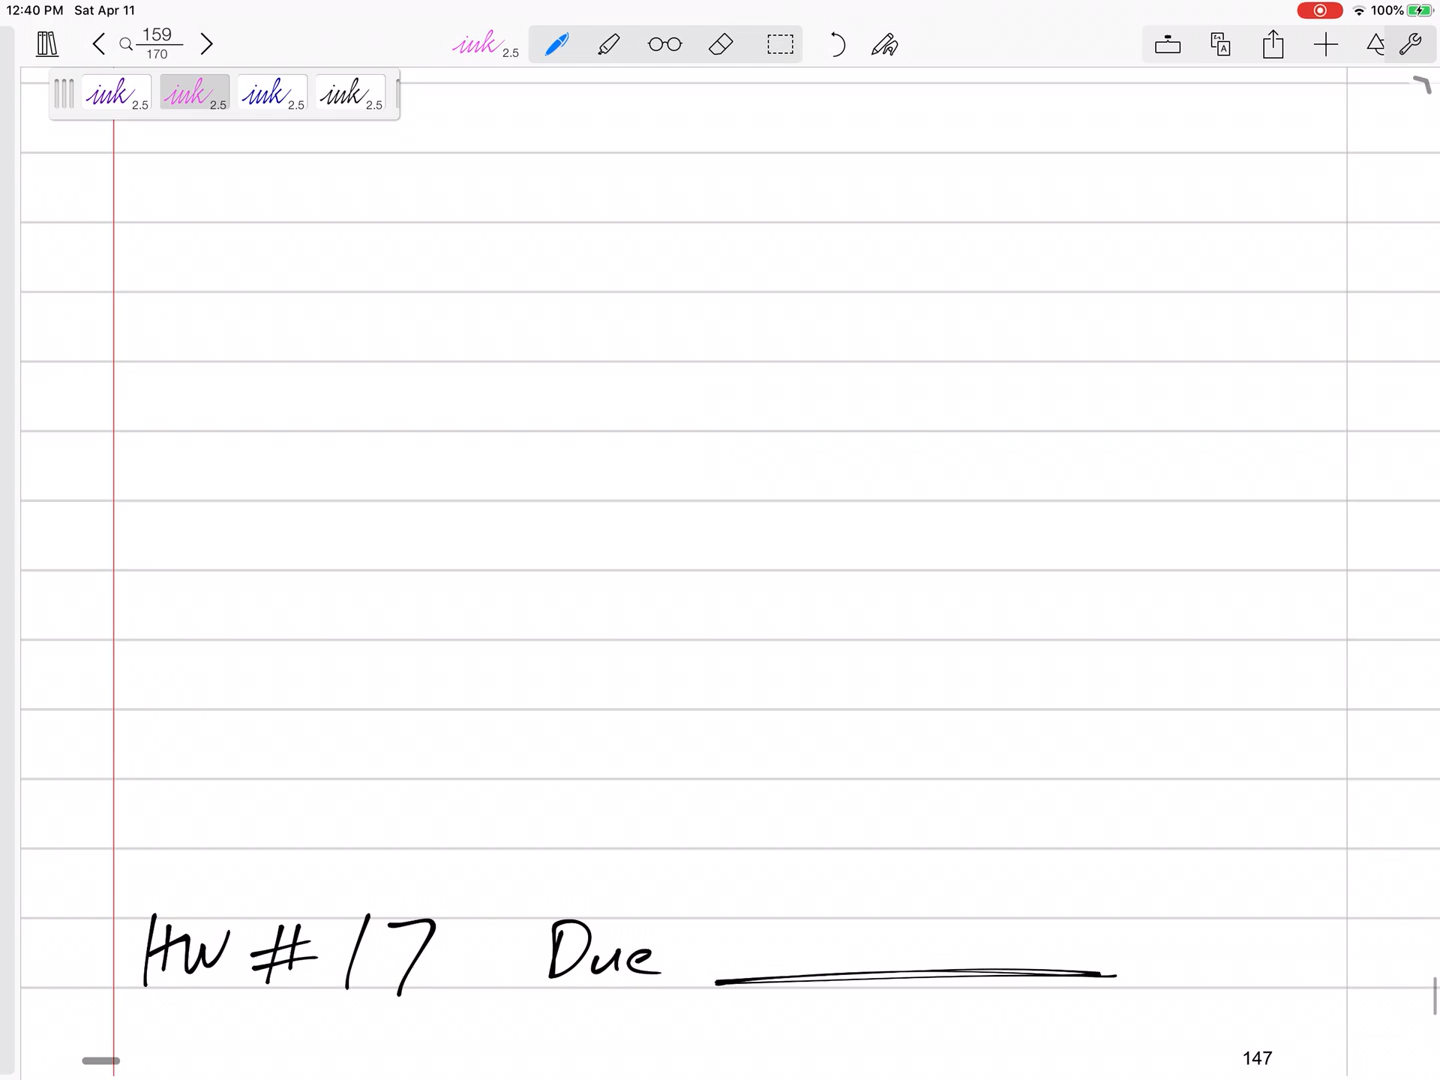 12:40 PM Sat Apr 11
100%
159
170
ink 2.5
ink 2.5
ink 2.5
ink 2.5
ink 2.5
HW # 17 Due
147